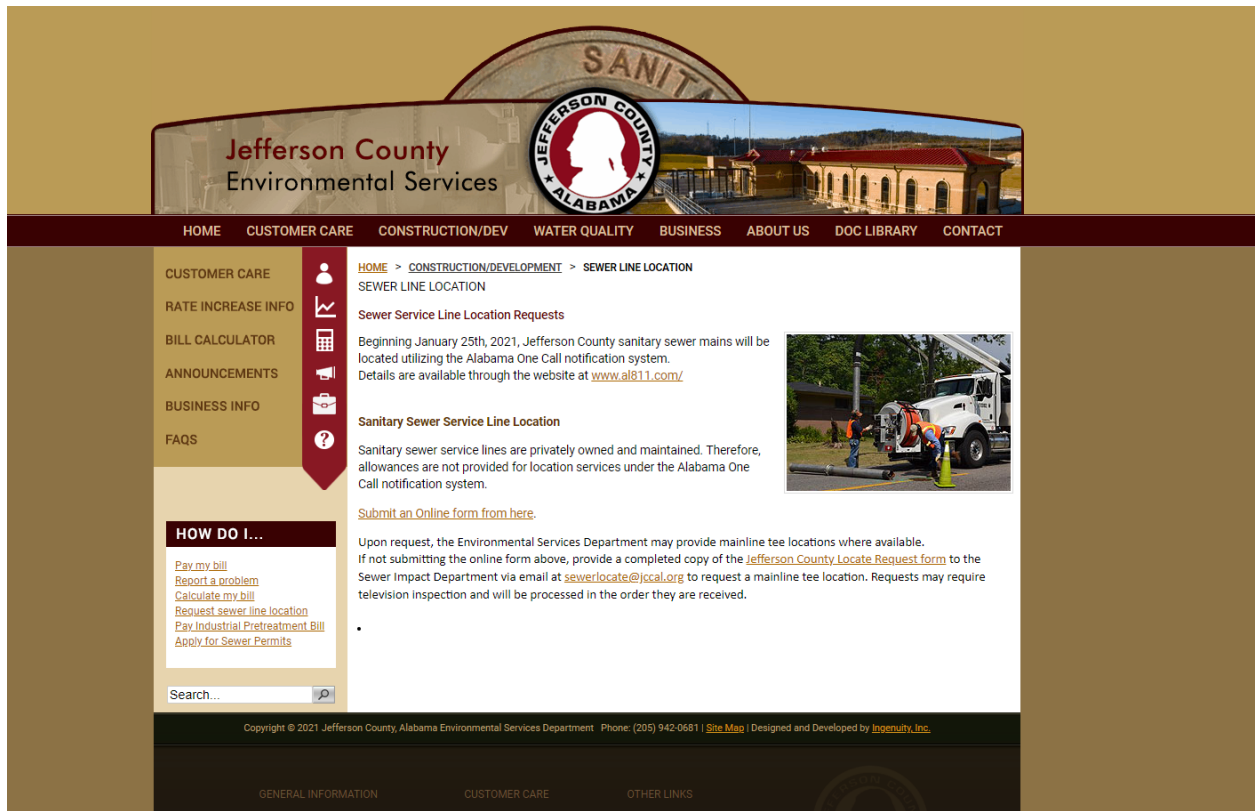 SANITA
JEFFERSON COUNTY
ALABAMA
Jefferson County
Environmental Services
HOME CUSTOMER CARE CONSTRUCTION/DEV WATER QUALITY BUSINESS ABOUT US DOC LIBRARY CONTACT
CUSTOMER CARE
RATE INCREASE INFO
BILL CALCULATOR
ANNOUNCEMENTS
BUSINESS INFO
FAQS
HOW DO I...
Pay my bill
Report a problem
Calculate my bill
Request sewer line location
Pay Industrial Pretreatment Bill
Apply for Sewer Permits
Search...
HOME > CONSTRUCTION/DEVELOPMENT > SEWER LINE LOCATION
SEWER LINE LOCATION
Sewer Service Line Location Requests
Beginning January 25th, 2021, Jefferson County sanitary sewer mains will be
located utilizing the Alabama One Call notification system.
Details are available through the website at www.al811.com/
Sanitary Sewer Service Line Location
Sanitary sewer service lines are privately owned and maintained. Therefore,
allowances are not provided for location services under the Alabama One
Call notification system.
Submit an Online form from here.
Upon request, the Environmental Services Department may provide mainline tee locations where available.
If not submitting the online form above, provide a completed copy of the Jefferson County Locate Request form to the
Sewer Impact Department via email at sewerlocate@jccal.org to request a mainline tee location. Requests may require
television inspection and will be processed in the order they are received.
Copyright © 2021 Jefferson County, Alabama Environmental Services Department Phone: (205) 942-0681 | Site Map | Designed and Developed by Ingenuity, Inc.
GENERAL INFORMATION CUSTOMER CARE OTHER LINKS